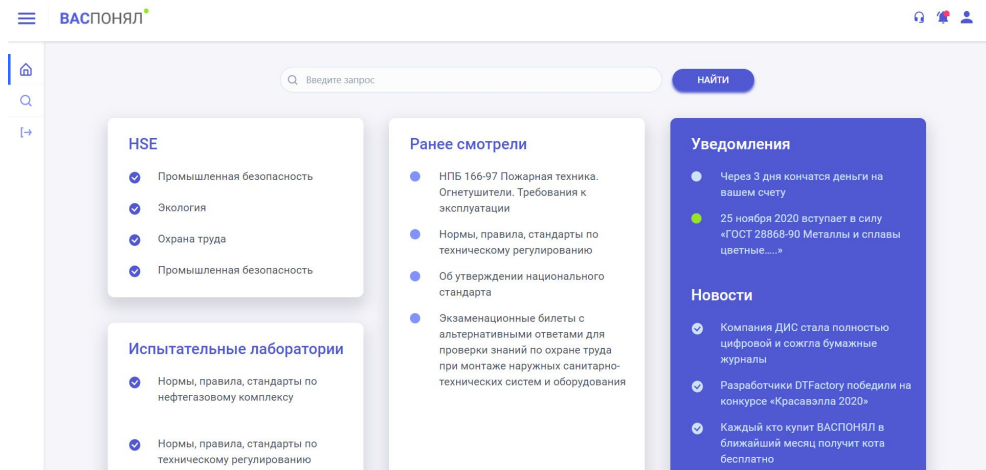 ВАСПОНЯЛ
Введите запрос
НАЙТИ
HSE
Промышленная безопасность
Экология
Охрана труда
Промышленная безопасность
Испытательные лаборатории
Нормы, правила, стандарты по
нефтегазовому комплексу
Нормы, правила, стандарты по
техническому регулированию
Ранее смотрели
НПБ 166-97 Пожарная техника.
Огнетушители. Требования к
эксплуатации
Нормы, правила, стандарты по
техническому регулированию
Об утверждении национального
стандарта
Экзаменационные билеты с
альтернативными ответами для
проверки знаний по охране труда
при монтаже наружных санитарно-
технических систем и оборудования
Уведомления
Через 3 дня кончатся деньги на
вашем счету
25 ноября 2020 вступает в силу
«ГОСТ 28868-90 Металлы и сплавы
цветные.....»
Новости
Компания ДИС стала полностью
цифровой и сожгла бумажные
журналы
Разработчики DTFactory победили на
конкурсе «Красавэлла 2020»
Каждый кто купит ВАСПОНЯЛ в
ближайший месяц получит кота
бесплатно